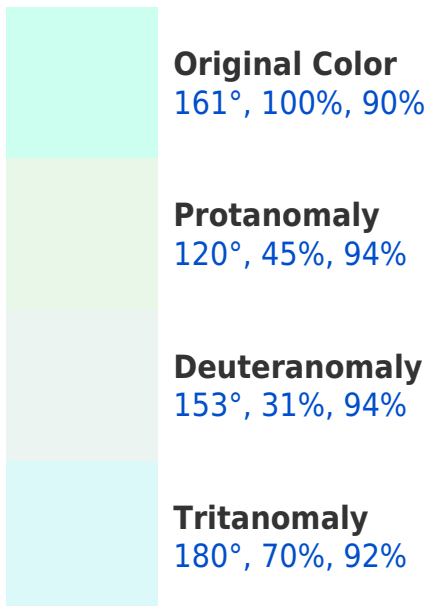 Original Color
161°, 100%, 90%
Protanomaly
120°, 45%, 94%
Deuteranomaly
153°, 31%, 94%
Tritanomaly
180°, 70%, 92%